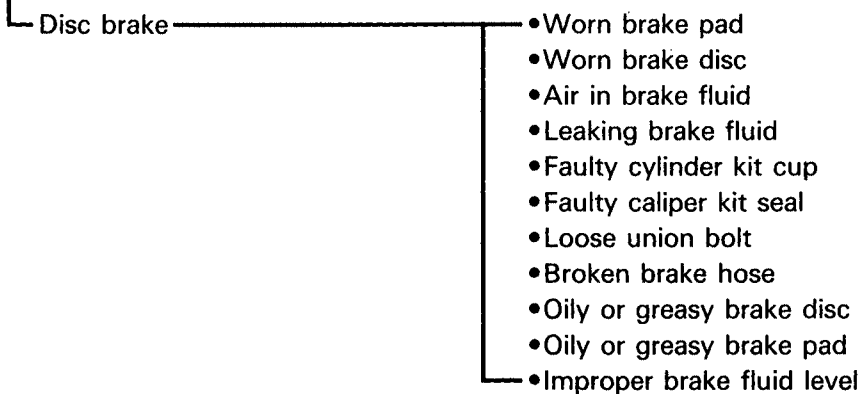 Disc brake
•Worn brake pad
•Worn brake disc
•Air in brake fluid
•Leaking brake fluid
•Faulty cylinder kit cup
•Faulty caliper kit seal
•Loose union bolt
•Broken brake hose
•Oily or greasy brake disc
•Oily or greasy brake pad
•Improper brake fluid level